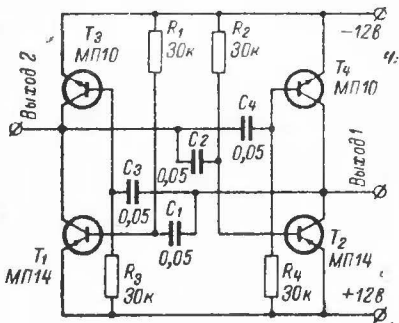 T3
МП10
R1
30к
R2
30к
−12в
T4
МП10
Выход 2
C4
0,05
C2
0,05
C3
0,05
C1
0,05
Выход 1
T1
МП14
T2
МП14
R3
30к
R4
30к
+12в